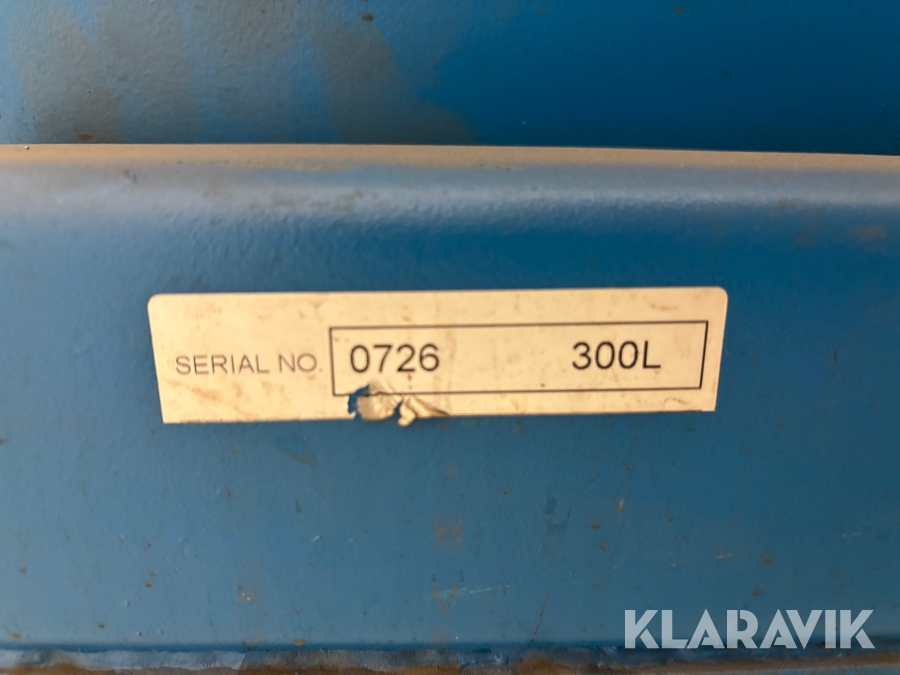 SERIAL NO. 0726 300L
KLARAVIK